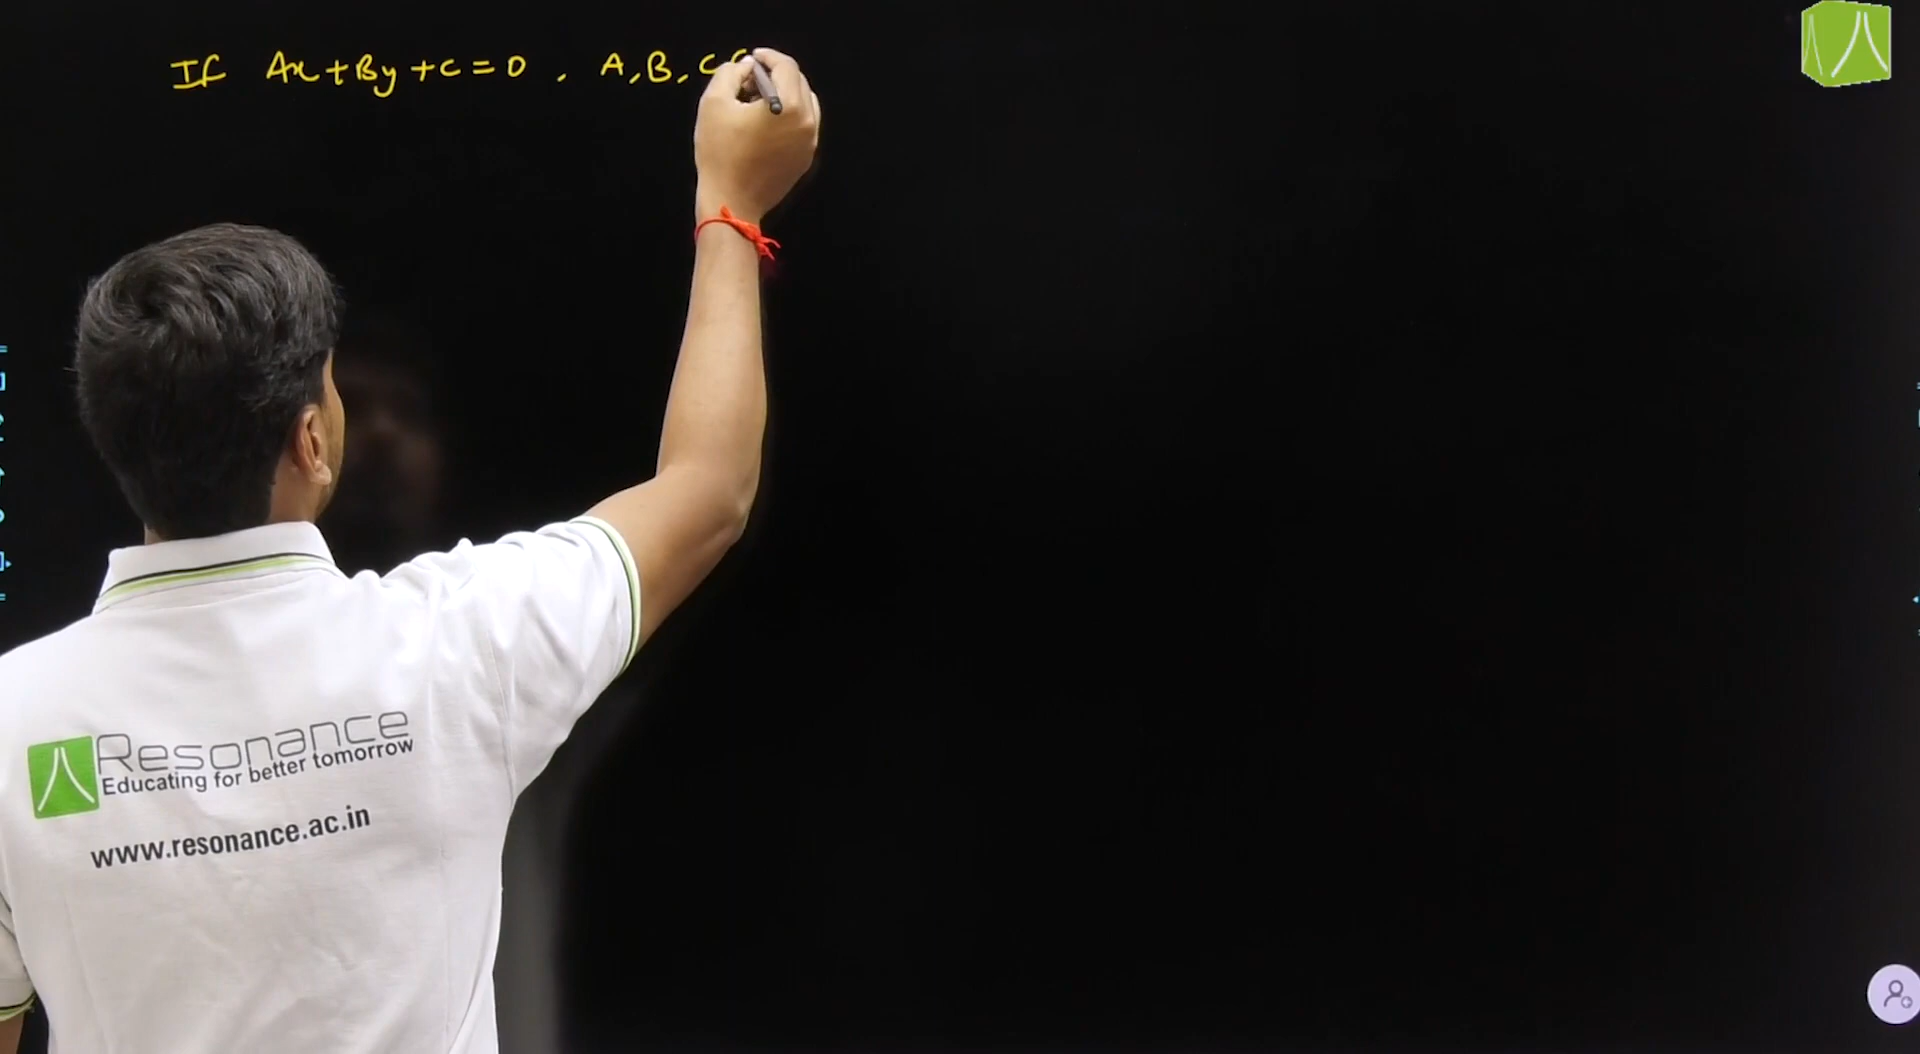 If Ax+By+C=0 , A,B,C
Resonance
Educating for better tomorrow
www.resonance.ac.in